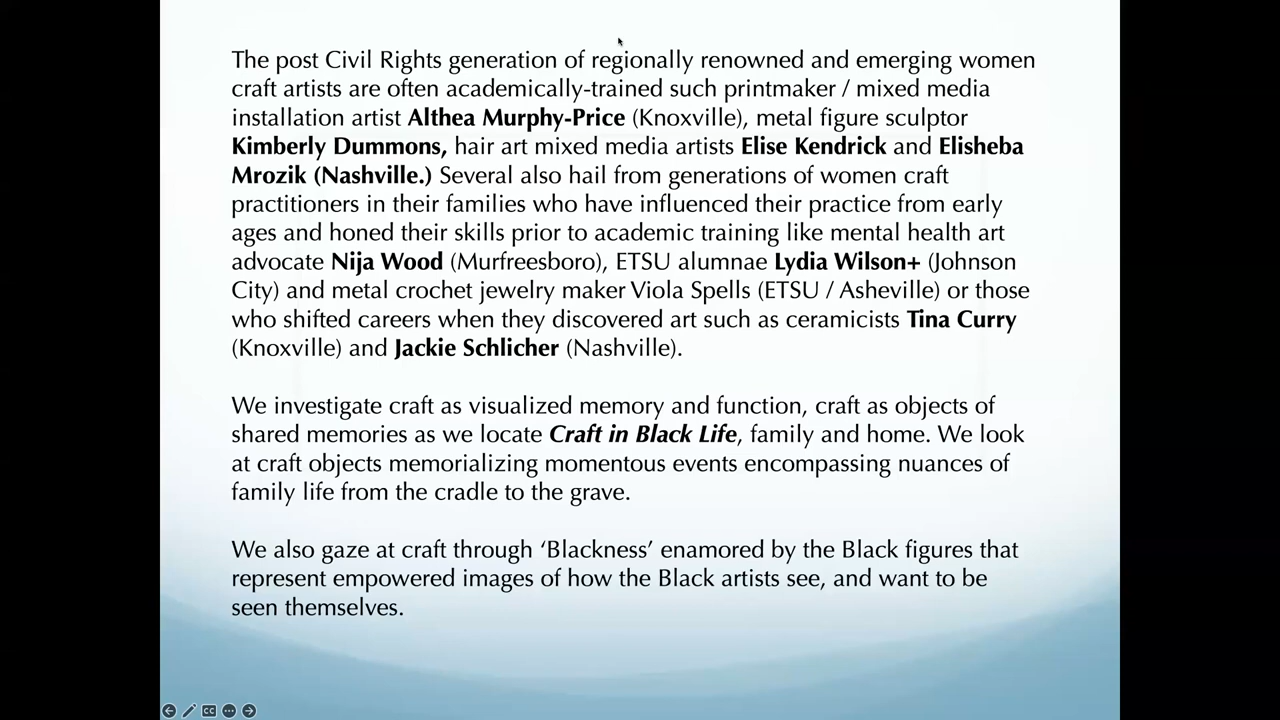 The post Civil Rights generation of regionally renowned and emerging women
craft artists are often academically-trained such printmaker / mixed media
installation artist Althea Murphy-Price (Knoxville), metal figure sculptor
Kimberly Dummons, hair art mixed media artists Elise Kendrick and Elisheba
Mrozik (Nashville.) Several also hail from generations of women craft
practitioners in their families who have influenced their practice from early
ages and honed their skills prior to academic training like mental health art
advocate Nija Wood (Murfreesboro), ETSU alumnae Lydia Wilson+ (Johnson
City) and metal crochet jewelry maker Viola Spells (ETSU / Asheville) or those
who shifted careers when they discovered art such as ceramicists Tina Curry
(Knoxville) and Jackie Schlicher (Nashville).
We investigate craft as visualized memory and function, craft as objects of
shared memories as we locate Craft in Black Life, family and home. We look
at craft objects memorializing momentous events encompassing nuances of
family life from the cradle to the grave.
We also gaze at craft through ‘Blackness’ enamored by the Black figures that
represent empowered images of how the Black artists see, and want to be
seen themselves.
CC